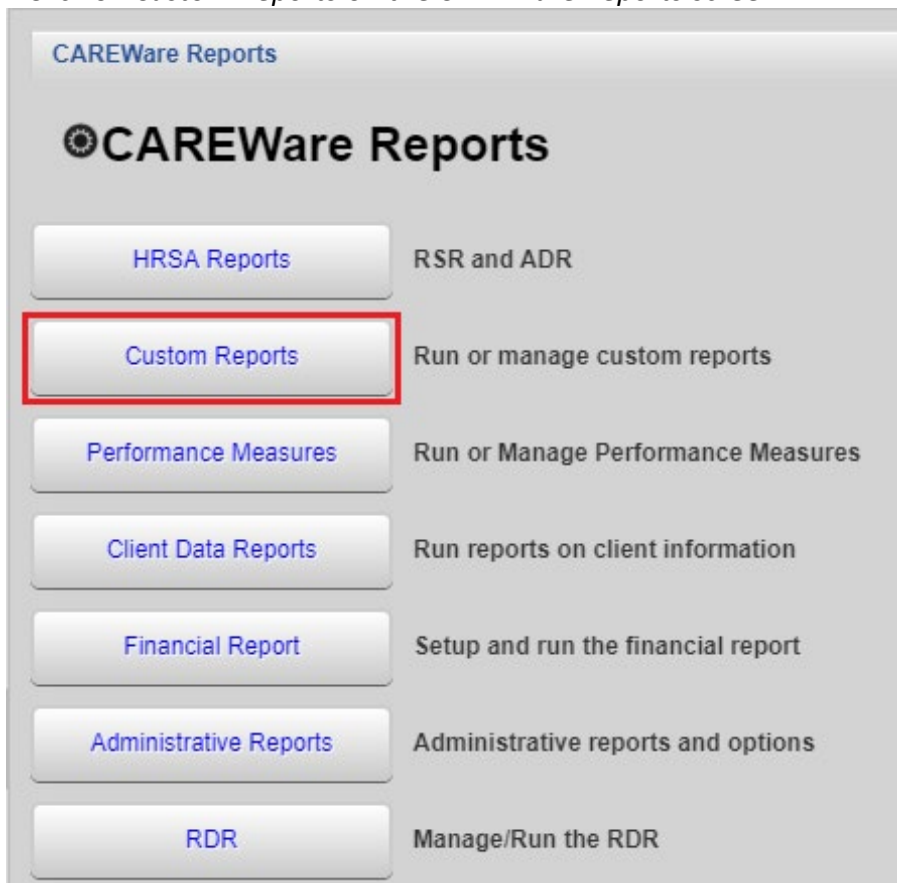 CAREWare Reports
CAREWare Reports
HRSA Reports RSR and ADR
Custom Reports Run or manage custom reports
Performance Measures Run or Manage Performance Measures
Client Data Reports Run reports on client information
Financial Report Setup and run the financial report
Administrative Reports Administrative reports and options
RDR Manage/Run the RDR